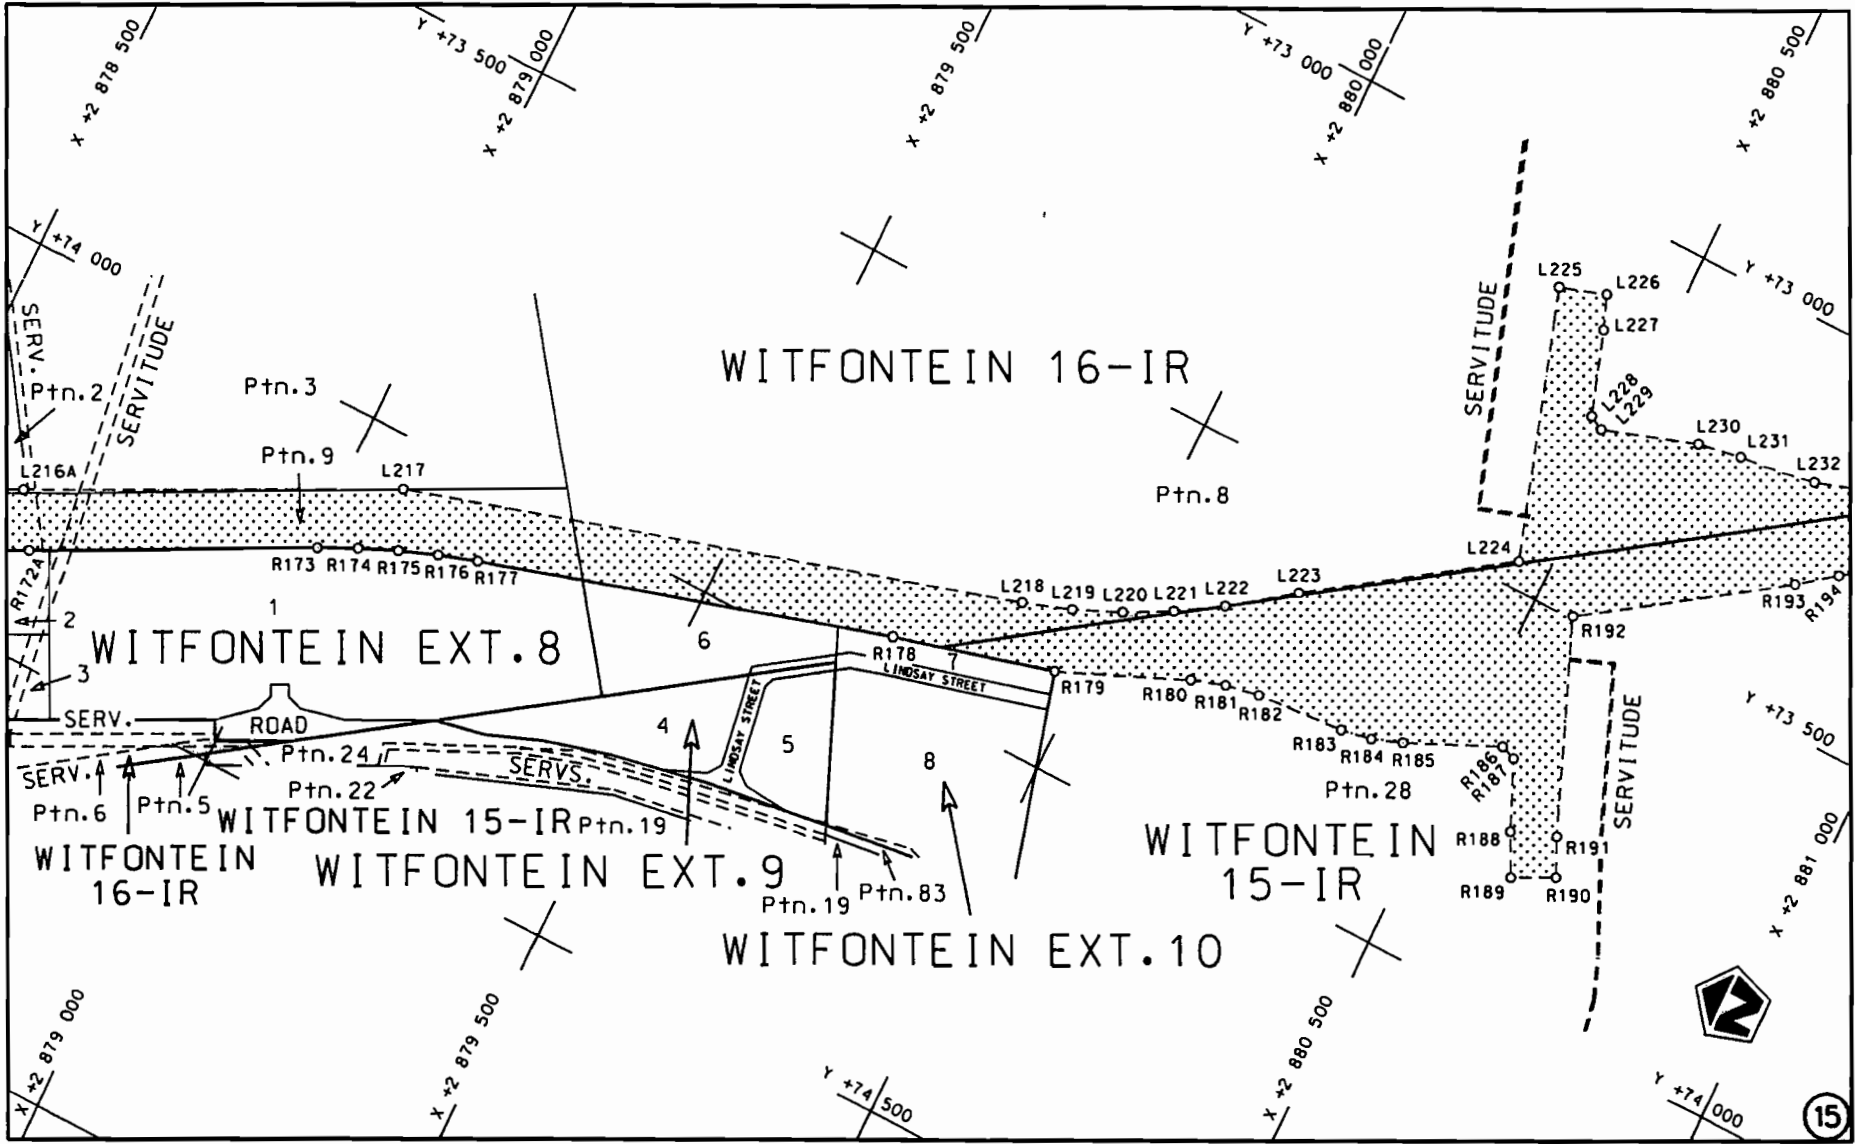 X +2 878 500
Y +73 500
X +2 879 000
X +2 879 500
Y +73 000
X +2 880 000
X +2 880 500
Y +74 000
Y +73 000
SERV.
SERVITUDE
Ptn.2
Ptn.3
Ptn.9
L216A
L217
WITFONTEIN 16-IR
Ptn.8
SERVITUDE
L225
L226
L227
L228
L229
L230
L231
L232
L224
R172A
R173
R174
R175
R176
R177
L218
L219
L220
L221
L222
L223
R192
R193
R194
1
2
3
WITFONTEIN EXT.8
6
R178
7
LINDSAY STREET
R179
R180
R181
R182
R183
R184
R185
R186
R187
Y +73 500
SERV.
ROAD
4
LINDSAY STREET
5
8
SERV.
Ptn.24
SERVS.
Ptn.22
Ptn.6
Ptn.5
WITFONTEIN 15-IR
Ptn.19
Ptn.28
SERVITUDE
WITFONTEIN
16-IR
WITFONTEIN EXT.9
Ptn.19
Ptn.83
WITFONTEIN EXT.10
WITFONTEIN
15-IR
R188
R191
R189
R190
X +2 881 000
X +2 879 000
X +2 879 500
Y +74 500
X +2 880 500
Y +74 000
N
15